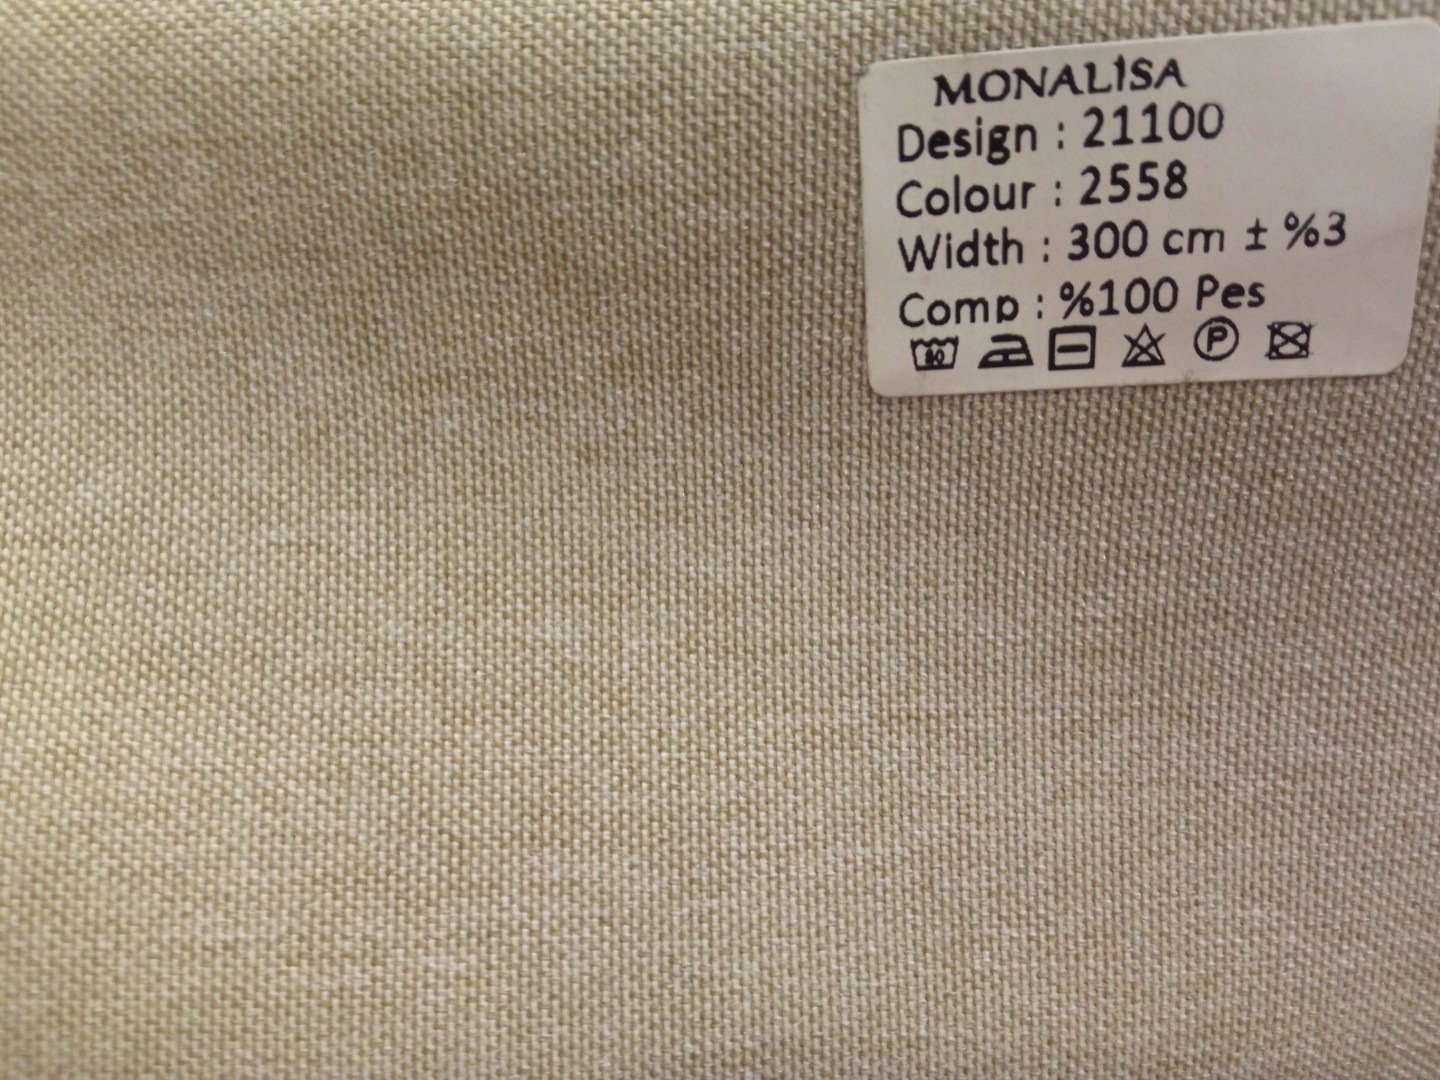 MONALİSA
Design : 21100
Colour : 2558
Width : 300 cm ± %3
Comp : %100 Pes
P